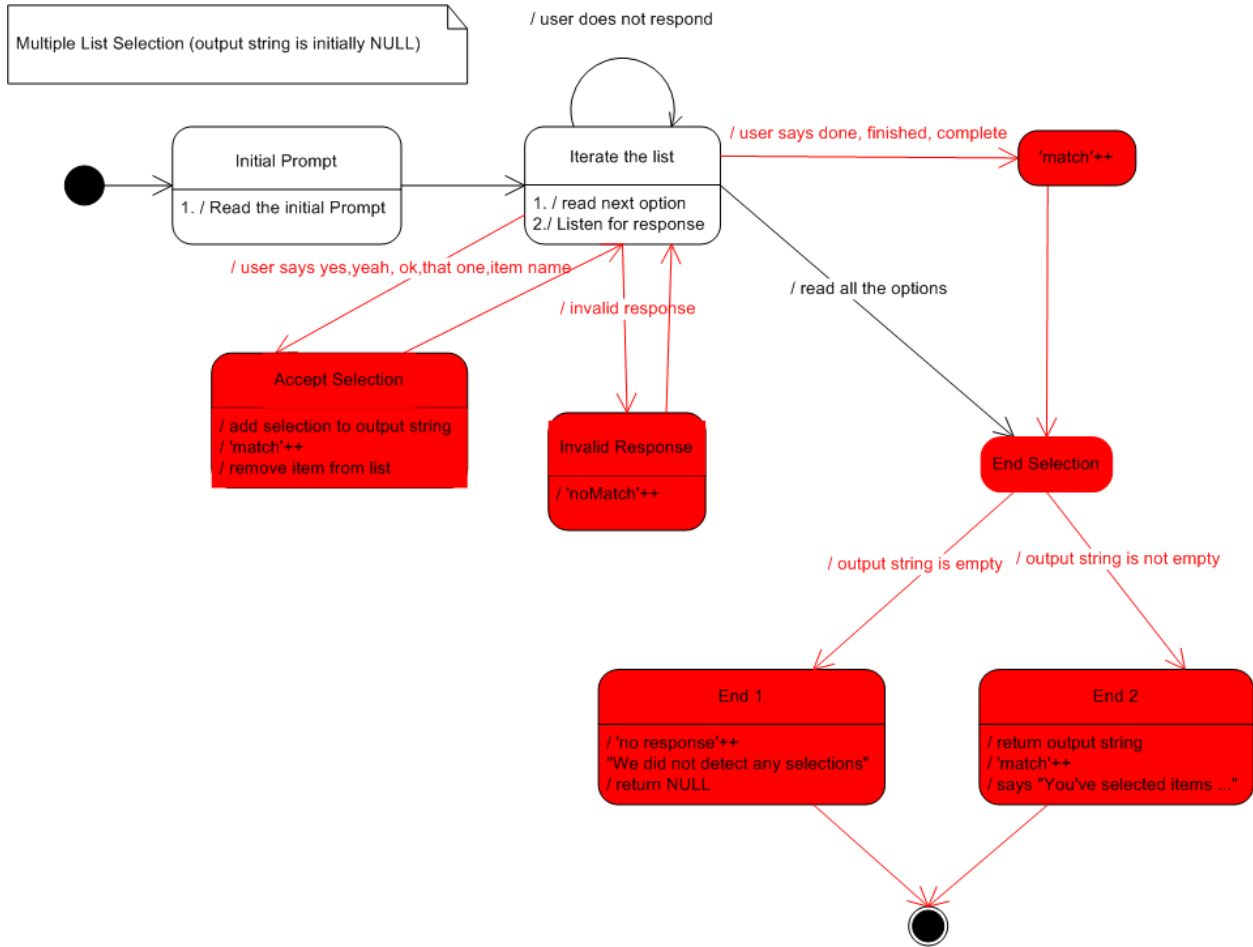 / user does not respond
Multiple List Selection (output string is initially NULL)
/ user says done, finished, complete
Initial Prompt
1. / Read the initial Prompt
Iterate the list
1. / read next option
2./ Listen for response
'match'++
/ user says yes,yeah, ok,that one,item name
/ invalid response
/ read all the options
Accept Selection
/ add selection to output string
/ 'match'++
/ remove item from list
Invalid Response
/ 'noMatch'++
End Selection
/ output string is empty
/ output string is not empty
End 1
/ 'no response'++
"We did not detect any selections"
/ return NULL
End 2
/ return output string
/ 'match'++
/ says "You've selected items ..."